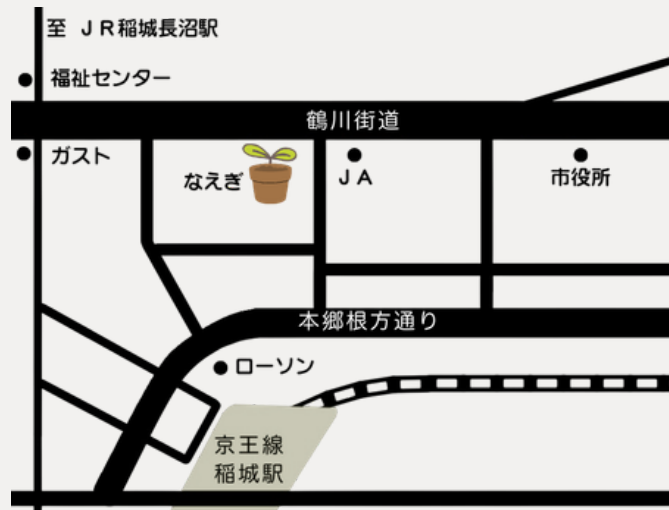 至 ＪＲ稲城長沼駅
福祉センター
鶴川街道
ガスト
なえぎ
ＪＡ
市役所
本郷根方通り
ローソン
京王線
稲城駅